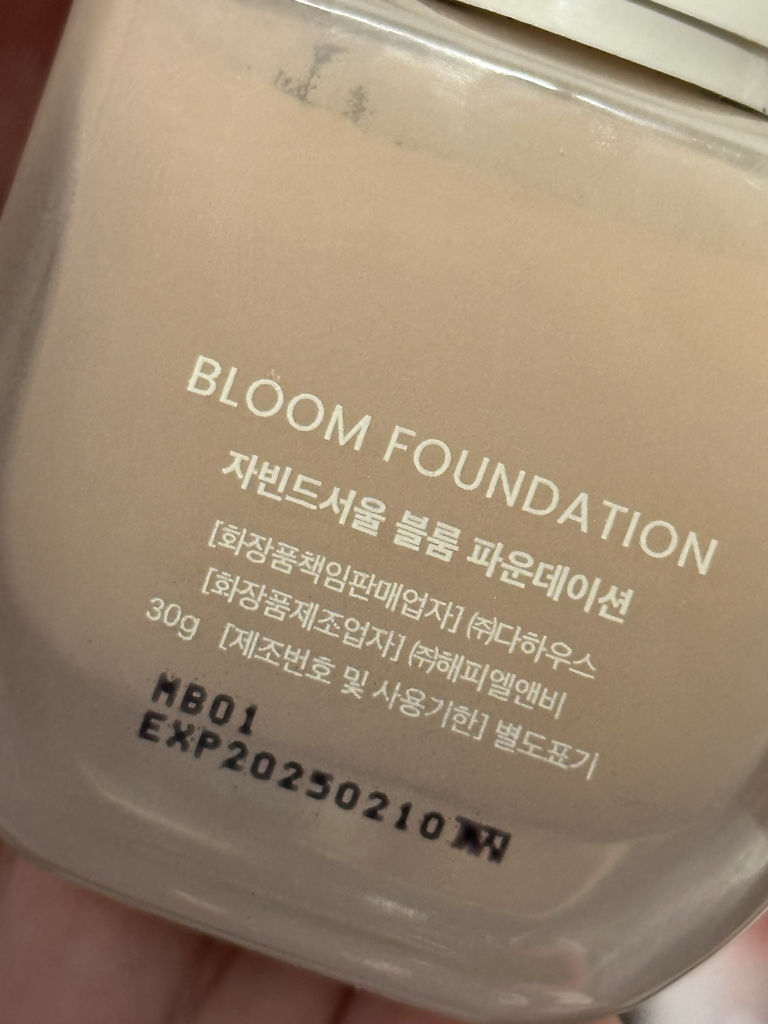 BLOOM FOUNDATION
자빈드서울 블룸 파운데이션
[화장품책임판매업자] ㈜다하우스
[화장품제조업자] ㈜해피엘앤비
30g [제조번호 및 사용기한] 별도표기
MB01
EXP20250210까지